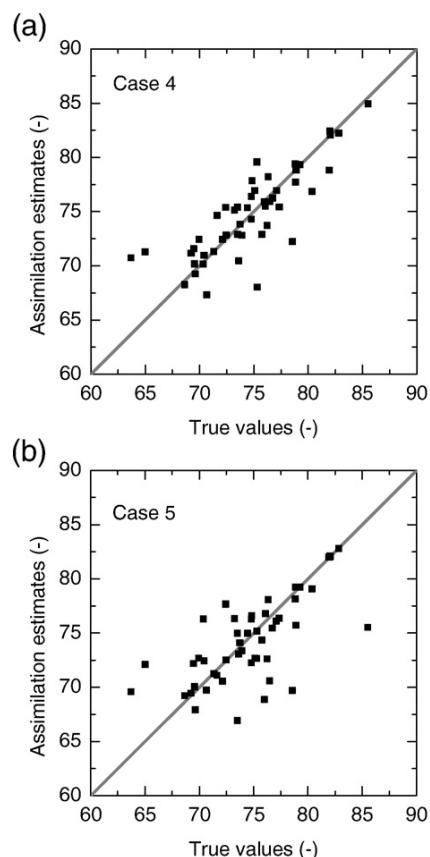 (a)
90
Case 4
85
80
75
70
65
60
Assimilation estimates (-)
60 65 70 75 80 85 90
True values (-)
(b)
90
Case 5
85
80
75
70
65
60
Assimilation estimates (-)
60 65 70 75 80 85 90
True values (-)